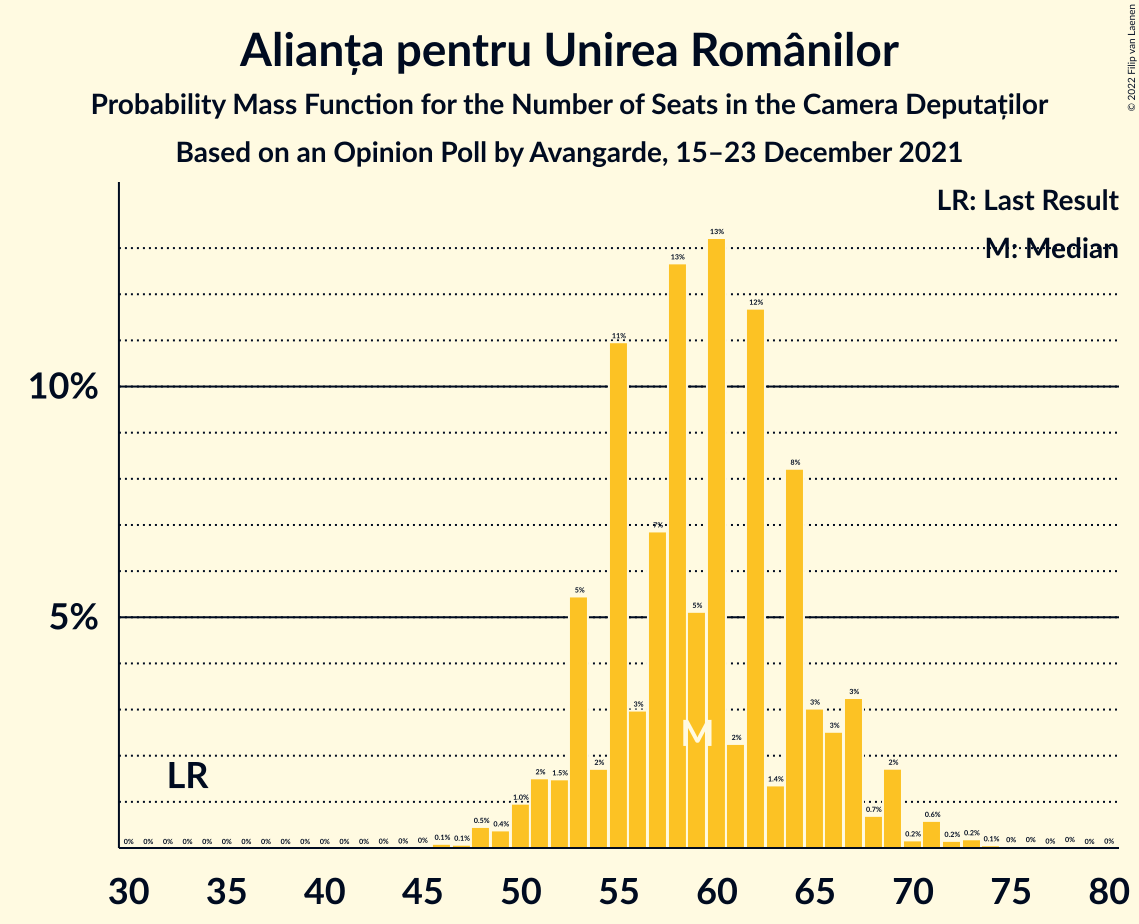 Alianța pentru Unirea Românilor
Probability Mass Function for the Number of Seats in the Camera Deputaților
Based on an Opinion Poll by Avangarde, 15–23 December 2021
© 2022 Filip van Laenen
LR: Last Result
M: Median
10%
5%
LR
M
0% 0% 0% 0% 0% 0% 0% 0% 0% 0% 0% 0% 0% 0% 0% 0% 0.1% 0.1% 0.5% 0.4% 1.0% 2% 1.5% 5% 2% 11% 3% 7% 13% 5% 13% 2% 12% 1.4% 8% 3% 3% 3% 0.7% 2% 0.2% 0.6% 0.2% 0.2% 0.1% 0% 0% 0% 0% 0% 0%
30 35 40 45 50 55 60 65 70 75 80